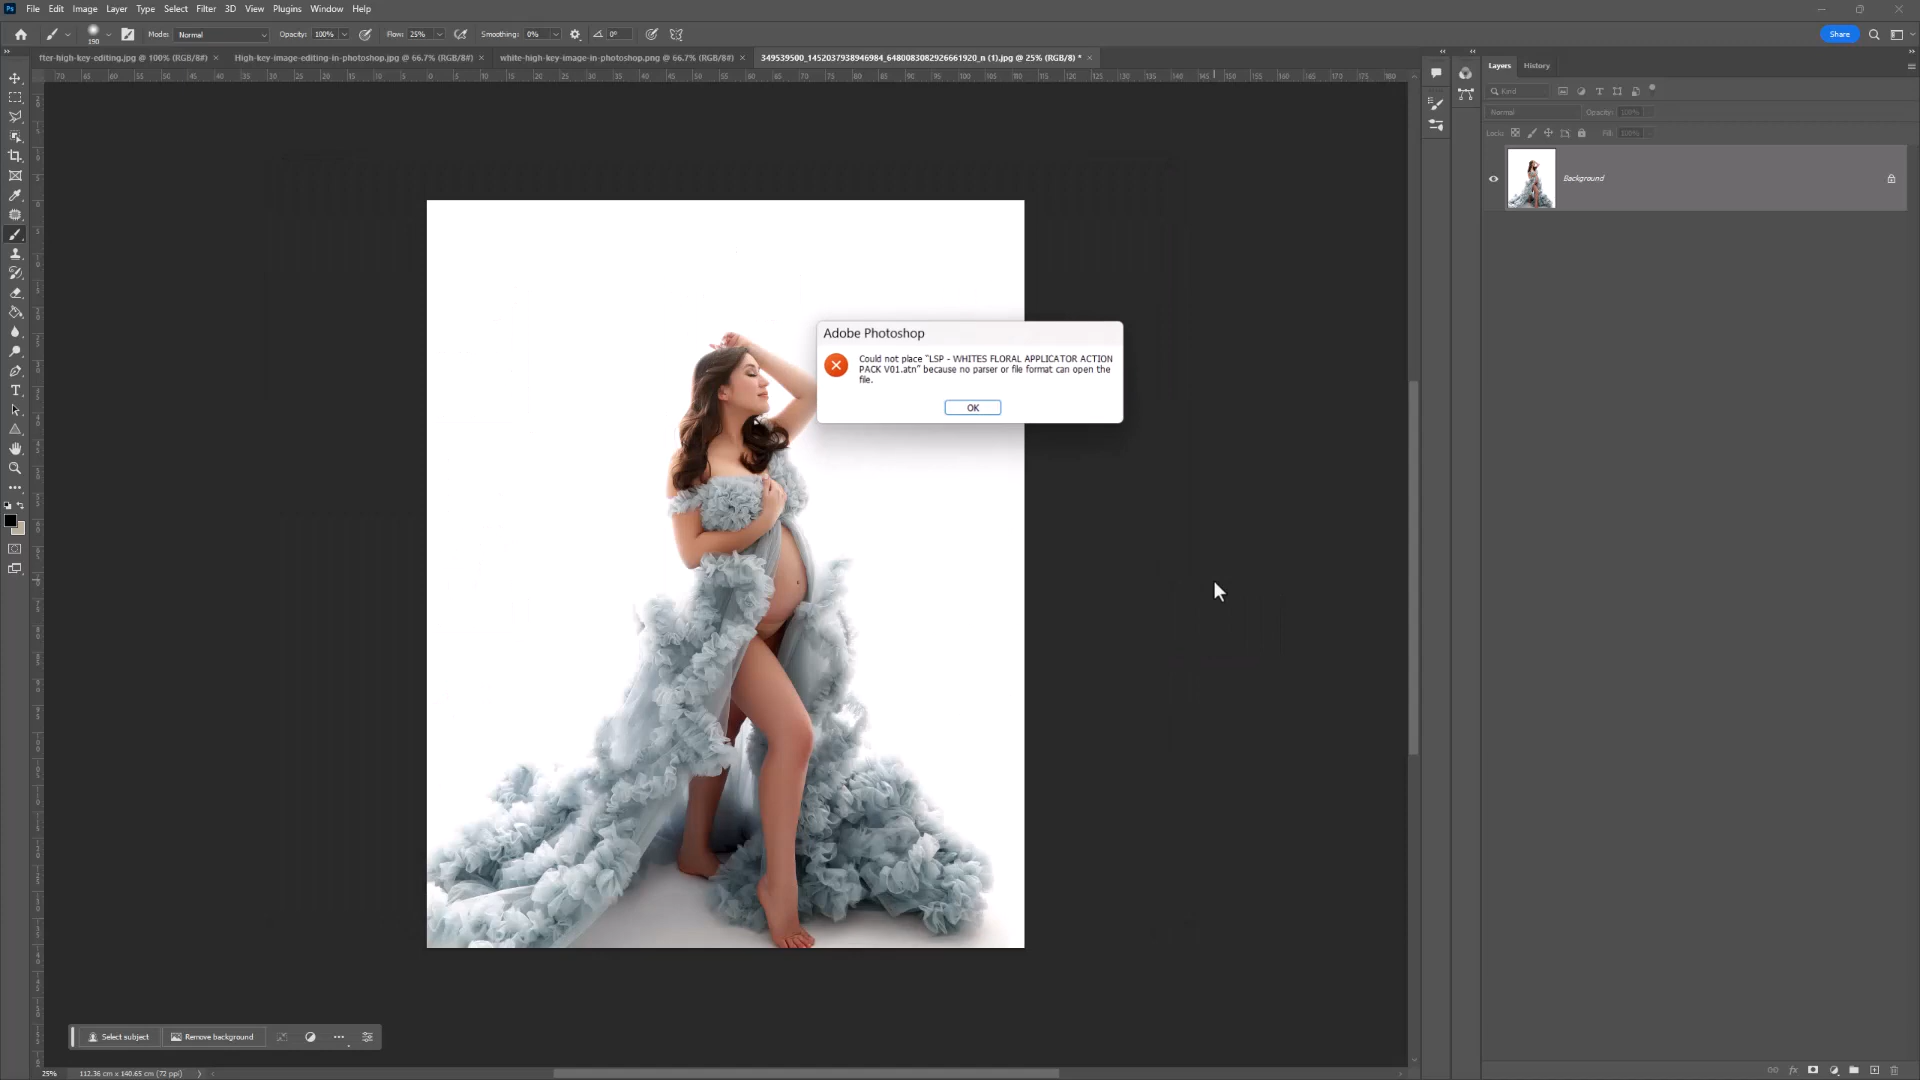 Ps File Edit Image Layer Type Select Filter 3D View Plugins Window Help
190 Mode: Normal Opacity: 100% Flow: 25% Smoothing: 0% 0° Share
fter-high-key-editing.jpg @ 100% (RGB/8#) × High-key-image-editing-in-photoshop.jpg @ 66.7% (RGB/8#) × white-high-key-image-in-photoshop.png @ 66.7% (RGB/8#) × 349539500_1452037938946984_6480083082926661920_n (1).jpg @ 25% (RGB/8) * ×
Layers History
Kind
Normal Opacity: 100%
Lock: Fill: 100%
Background
Adobe Photoshop
Could not place “LSP - WHITES FLORAL APPLICATOR ACTION
PACK V01.atn” because no parser or file format can open the
file.
OK
Select subject Remove background
25% 112.36 cm x 140.65 cm (72 ppi)